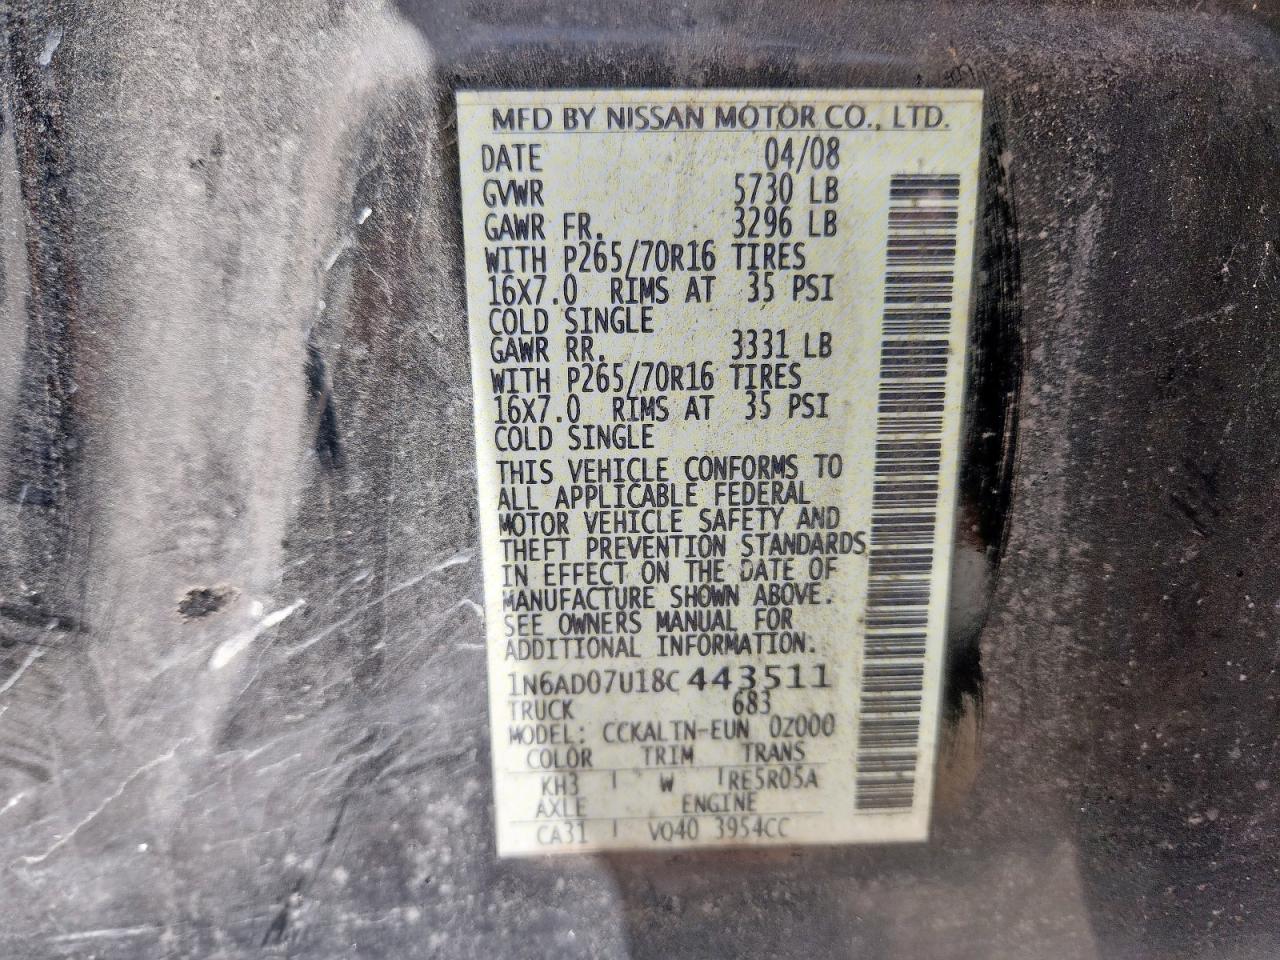 MFD BY NISSAN MOTOR CO., LTD.
DATE 04/08
GVWR 5730 LB
GAWR FR. 3296 LB
WITH P265/70R16 TIRES
16X7.0 RIMS AT 35 PSI
COLD SINGLE
GAWR RR. 3331 LB
WITH P265/70R16 TIRES
16X7.0 RIMS AT 35 PSI
COLD SINGLE
THIS VEHICLE CONFORMS TO
ALL APPLICABLE FEDERAL
MOTOR VEHICLE SAFETY AND
THEFT PREVENTION STANDARDS
IN EFFECT ON THE DATE OF
MANUFACTURE SHOWN ABOVE.
SEE OWNERS MANUAL FOR
ADDITIONAL INFORMATION.
1N6AD07U18C443511
TRUCK 683
MODEL: CCKALTN-EUN 0Z000
COLOR TRIM TRANS
KH3 W RE5R05A
AXLE ENGINE
CA31 VQ40 3954CC